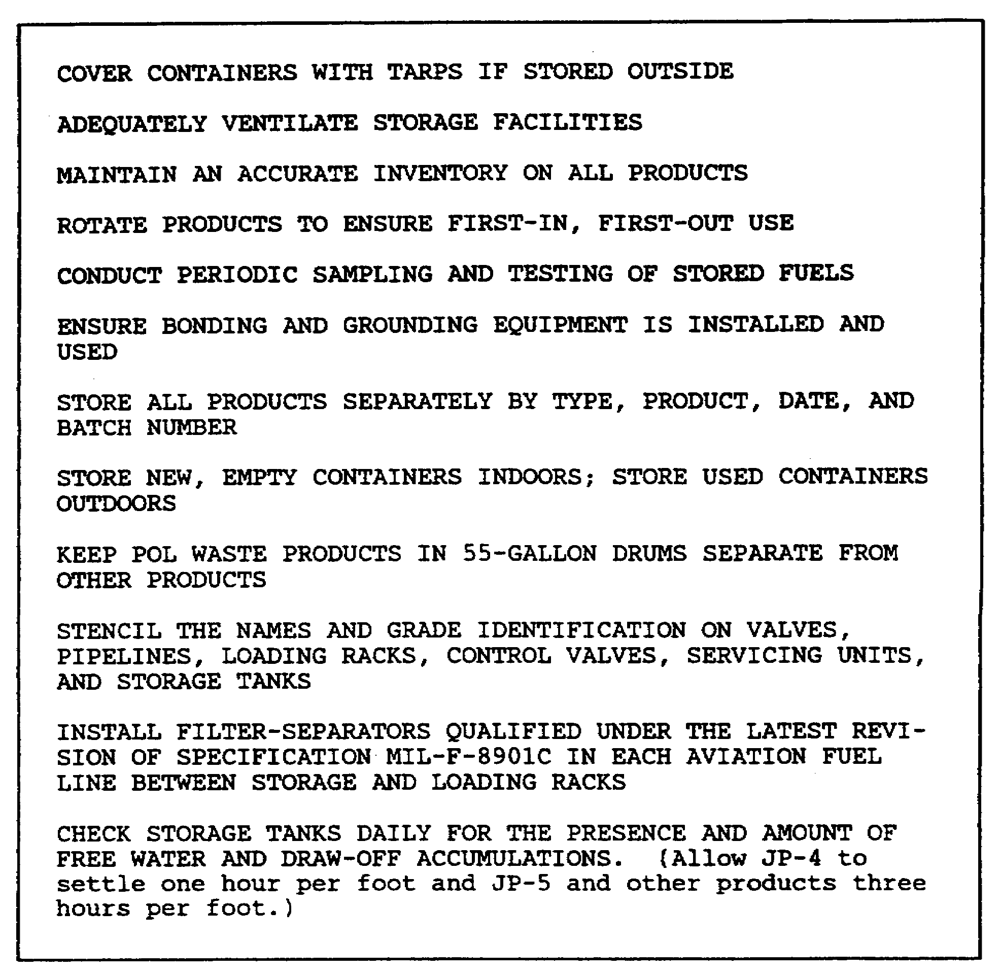 COVER CONTAINERS WITH TARPS IF STORED OUTSIDE
ADEQUATELY VENTILATE STORAGE FACILITIES
MAINTAIN AN ACCURATE INVENTORY ON ALL PRODUCTS
ROTATE PRODUCTS TO ENSURE FIRST-IN, FIRST-OUT USE
CONDUCT PERIODIC SAMPLING AND TESTING OF STORED FUELS
ENSURE BONDING AND GROUNDING EQUIPMENT IS INSTALLED AND
USED
STORE ALL PRODUCTS SEPARATELY BY TYPE, PRODUCT, DATE, AND
BATCH NUMBER
STORE NEW, EMPTY CONTAINERS INDOORS; STORE USED CONTAINERS
OUTDOORS
KEEP POL WASTE PRODUCTS IN 55-GALLON DRUMS SEPARATE FROM
OTHER PRODUCTS
STENCIL THE NAMES AND GRADE IDENTIFICATION ON VALVES,
PIPELINES, LOADING RACKS, CONTROL VALVES, SERVICING UNITS,
AND STORAGE TANKS
INSTALL FILTER-SEPARATORS QUALIFIED UNDER THE LATEST REVI-
SION OF SPECIFICATION MIL-F-8901C IN EACH AVIATION FUEL
LINE BETWEEN STORAGE AND LOADING RACKS
CHECK STORAGE TANKS DAILY FOR THE PRESENCE AND AMOUNT OF
FREE WATER AND DRAW-OFF ACCUMULATIONS. (Allow JP-4 to
settle one hour per foot and JP-5 and other products three
hours per foot.)